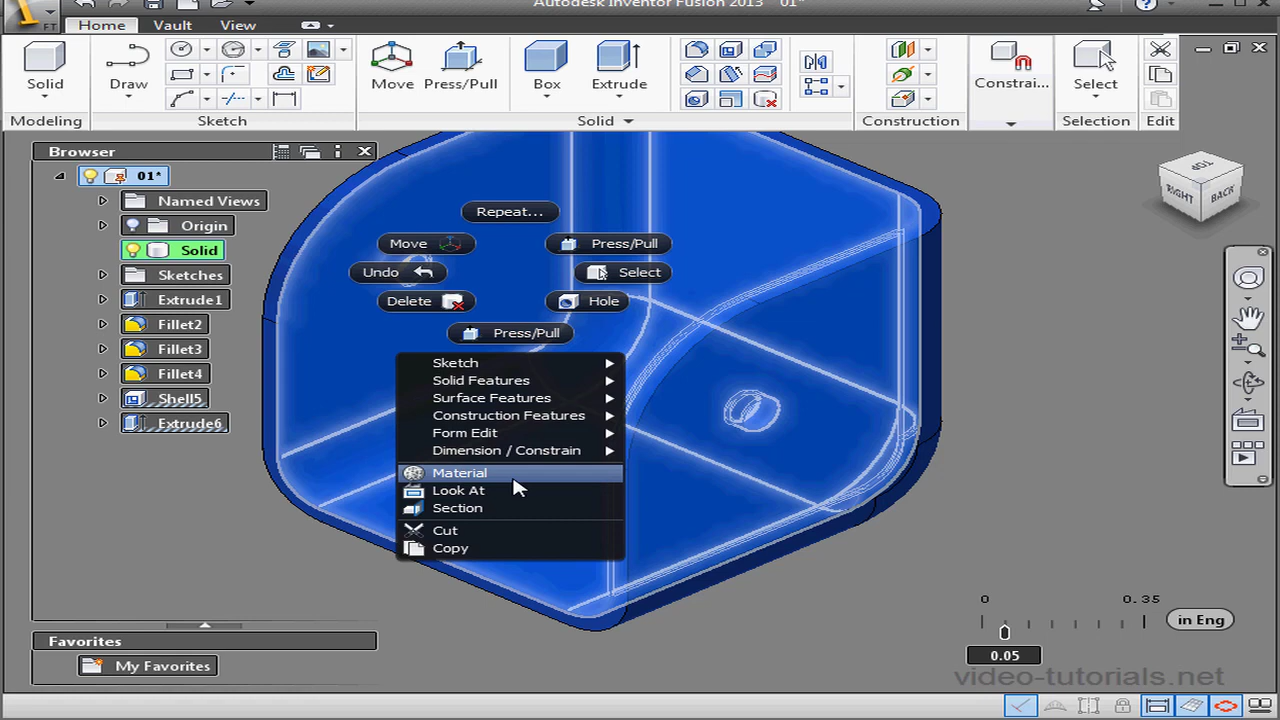 Autodesk Inventor Fusion 2013 01*
FT
Home Vault View
Solid
Draw
Move
Press/Pull
Box
Extrude
Constrai...
Select
Modeling
Sketch
Solid
Construction
Selection
Edit
Browser
01*
Named Views
Origin
Solid
Sketches
Extrude1
Fillet2
Fillet3
Fillet4
Shell5
Extrude6
Favorites
My Favorites
Repeat...
Move
Press/Pull
Undo
Select
Delete
Hole
Press/Pull
Sketch
Solid Features
Surface Features
Construction Features
Form Edit
Dimension / Constrain
Material
Look At
Section
Cut
Copy
TOP
RIGHT
BACK
0 0.35
in Eng
0.05
video-tutorials.net